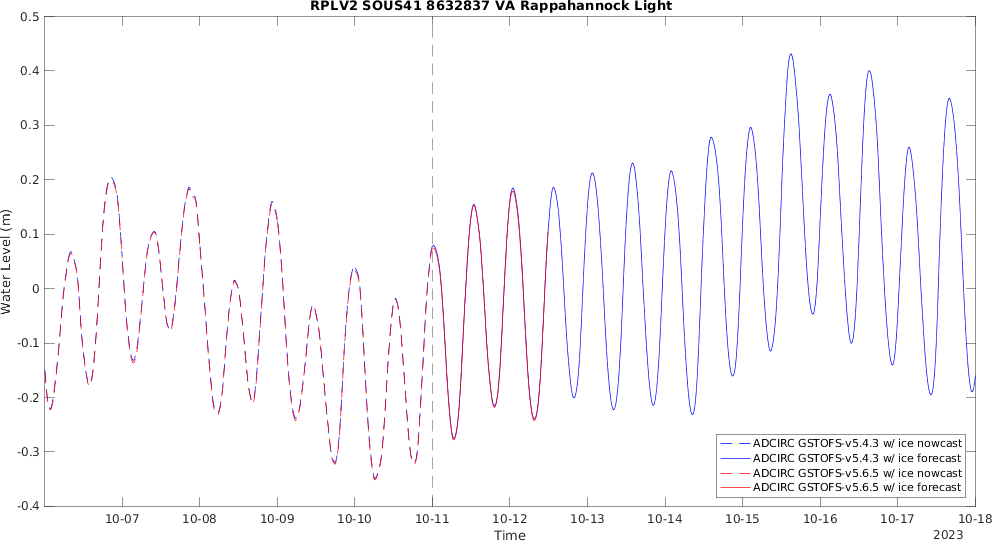 RPLV2 SOUS41 8632837 VA Rappahannock Light
0.5
0.4
0.3
0.2
0.1
0
-0.1
-0.2
-0.3
-0.4
Water Level (m)
10-07 10-08 10-09 10-10 10-11 10-12 10-13 10-14 10-15 10-16 10-17 10-18
Time
2023
ADCIRC GSTOFS-v5.4.3 w/ ice nowcast
ADCIRC GSTOFS-v5.4.3 w/ ice forecast
ADCIRC GSTOFS-v5.6.5 w/ ice nowcast
ADCIRC GSTOFS-v5.6.5 w/ ice forecast